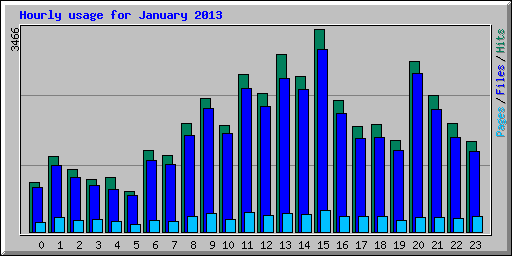 Hourly usage for January 2013
3466
Pages/Files/Hits
0 1 2 3 4 5 6 7 8 9 10 11 12 13 14 15 16 17 18 19 20 21 22 23